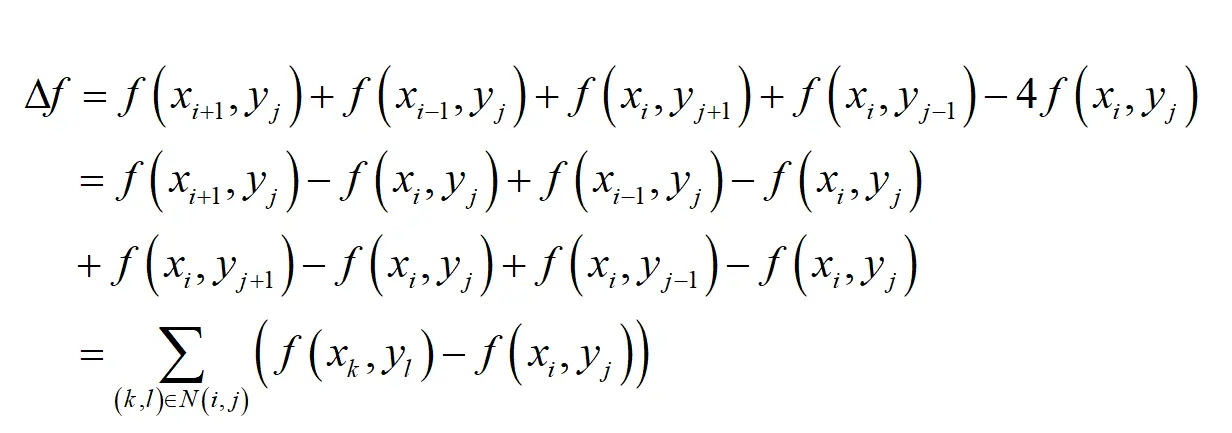 Δf = f(x_{i+1}, y_j) + f(x_{i−1}, y_j) + f(x_i, y_{j+1}) + f(x_i, y_{j−1}) − 4f(x_i, y_j)
= f(x_{i+1}, y_j) − f(x_i, y_j) + f(x_{i−1}, y_j) − f(x_i, y_j)
+ f(x_i, y_{j+1}) − f(x_i, y_j) + f(x_i, y_{j−1}) − f(x_i, y_j)
= ∑_{(k,l)∈N(i,j)} (f(x_k, y_l) − f(x_i, y_j))